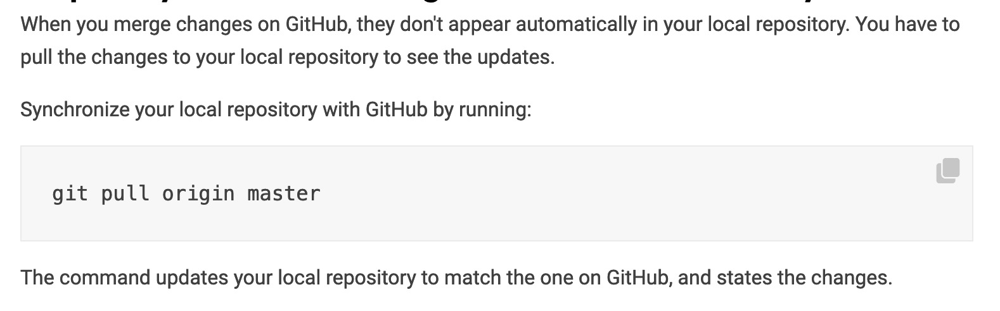 When you merge changes on GitHub, they don't appear automatically in your local repository. You have to
pull the changes to your local repository to see the updates.
Synchronize your local repository with GitHub by running:
git pull origin master
The command updates your local repository to match the one on GitHub, and states the changes.